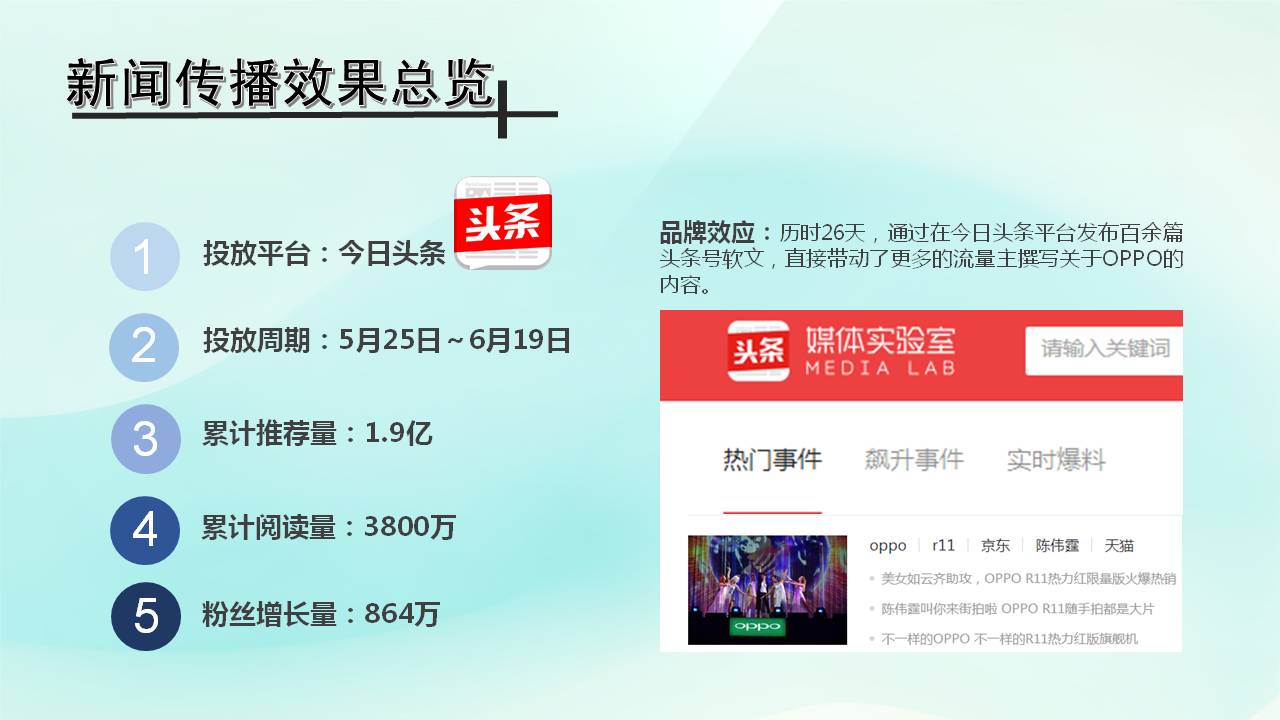 新闻传播效果总览
头条
1 投放平台：今日头条
2 投放周期：5月25日～6月19日
3 累计推荐量：1.9亿
4 累计阅读量：3800万
5 粉丝增长量：864万
品牌效应：历时26天，通过在今日头条平台发布百余篇
头条号软文，直接带动了更多的流量主撰写关于OPPO的
内容。
头条 媒体实验室 请输入关键词
MEDIA LAB
热门事件 飙升事件 实时爆料
oppo | r11 | 京东 | 陈伟霆 | 天猫
美女如云齐助攻，OPPO R11热力红限量版火爆热销
陈伟霆叫你来街拍啦 OPPO R11随手拍都是大片
不一样的OPPO 不一样的R11热力红版旗舰机
oppo